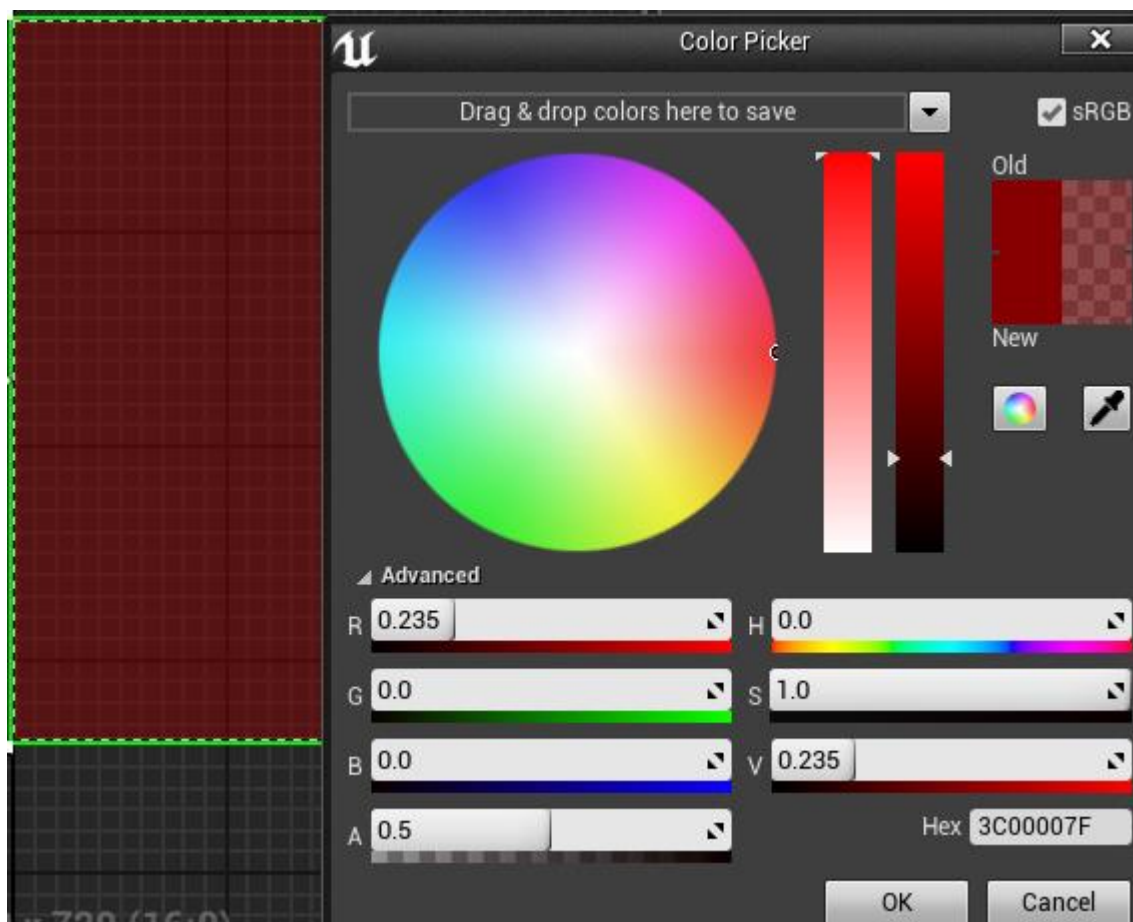 Color Picker
Drag & drop colors here to save
sRGB
Old
New
Advanced
R 0.235
H 0.0
G 0.0
S 1.0
B 0.0
V 0.235
A 0.5
Hex 3C00007F
OK Cancel